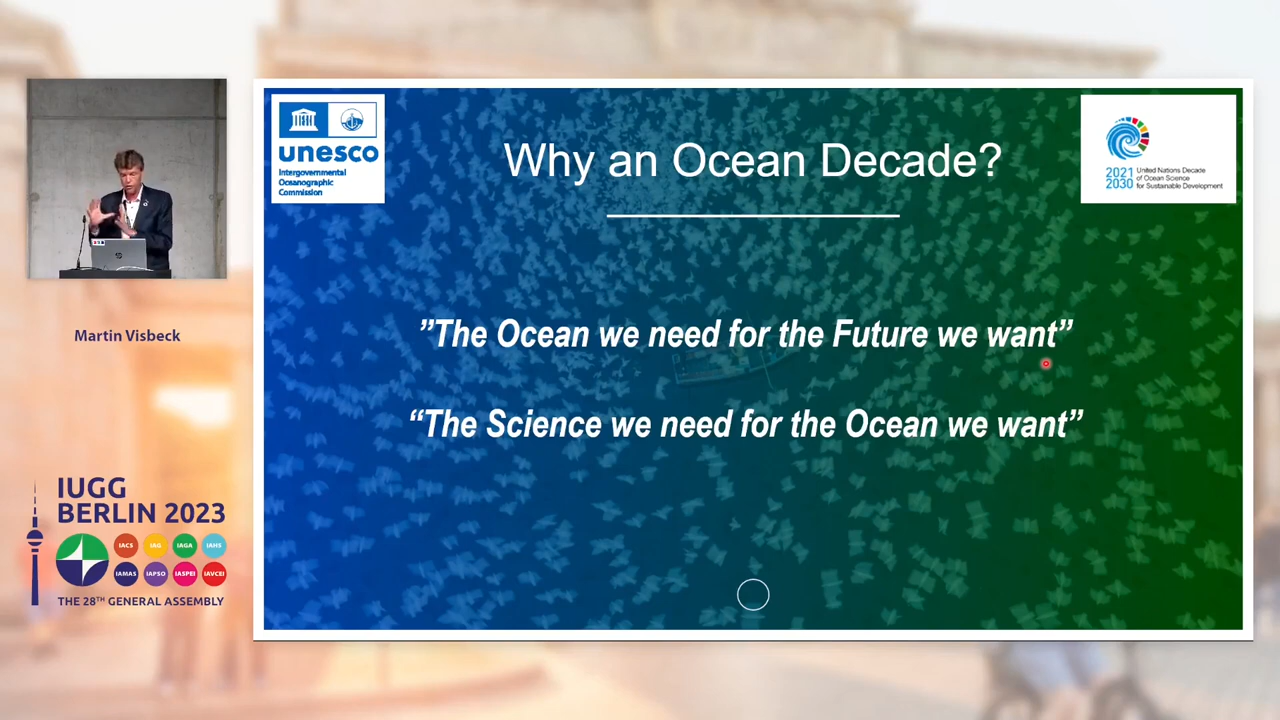 unesco
Intergovernmental
Oceanographic
Commission
Why an Ocean Decade?
2021
2030
United Nations Decade
of Ocean Science
for Sustainable Development
”The Ocean we need for the Future we want”
“The Science we need for the Ocean we want”
Martin Visbeck
IUGG
BERLIN 2023
IACS IAG IAGA IAHS
IAMAS IAPSO IASPEI IAVCEI
THE 28TH GENERAL ASSEMBLY